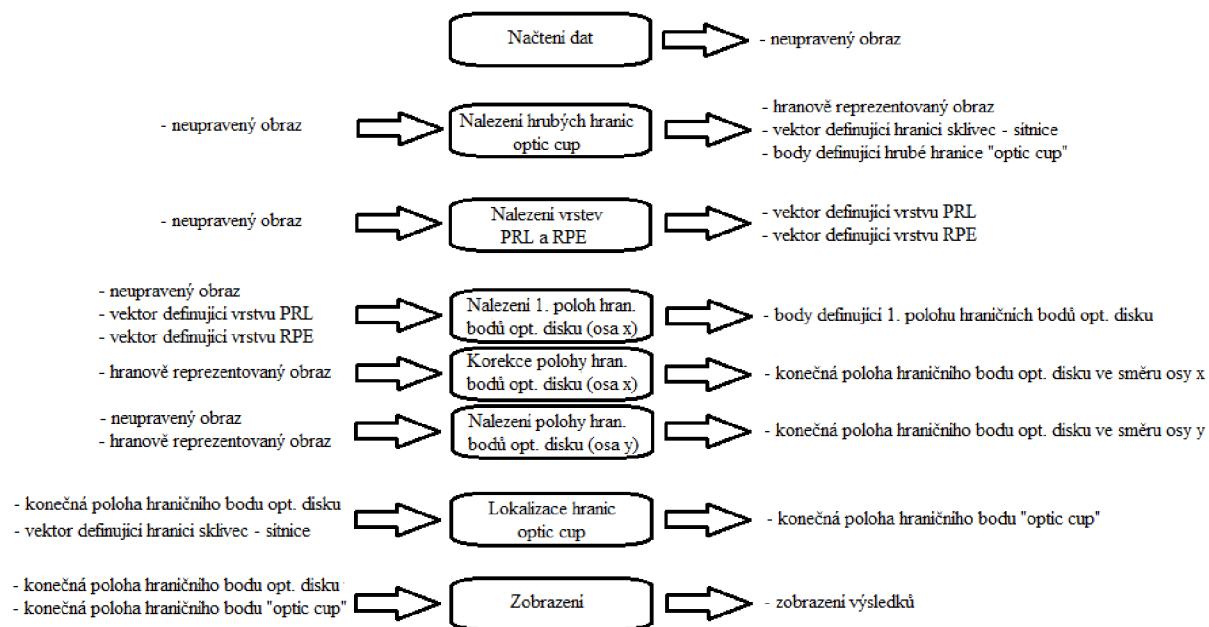 Načtení dat
- neupravený obraz
- neupravený obraz
Nalezení hrubých hranic
optic cup
- hranově reprezentovaný obraz
- vektor definující hranici sklivec - sítnice
- body definující hrubé hranice "optic cup"
- neupravený obraz
Nalezení vrstev
PRL a RPE
- vektor definující vrstvu PRL
- vektor definující vrstvu RPE
- neupravený obraz
- vektor definující vrstvu PRL
- vektor definující vrstvu RPE
Nalezení 1. poloh hran.
bodů opt. disku (osa x)
- body definující 1. polohu hraničních bodů opt. disku
- hranově reprezentovaný obraz
Korekce polohy hran.
bodů opt. disku (osa x)
- konečná poloha hraničního bodu opt. disku ve směru osy x
- neupravený obraz
- hranově reprezentovaný obraz
Nalezení polohy hran.
bodů opt. disku (osa y)
- konečná poloha hraničního bodu opt. disku ve směru osy y
- konečná poloha hraničního bodu opt. disku
- vektor definující hranici sklivec - sítnice
Lokalizace hranic
optic cup
- konečná poloha hraničního bodu "optic cup"
- konečná poloha hraničního bodu opt. disku
- konečná poloha hraničního bodu "optic cup"
Zobrazení
- zobrazení výsledků